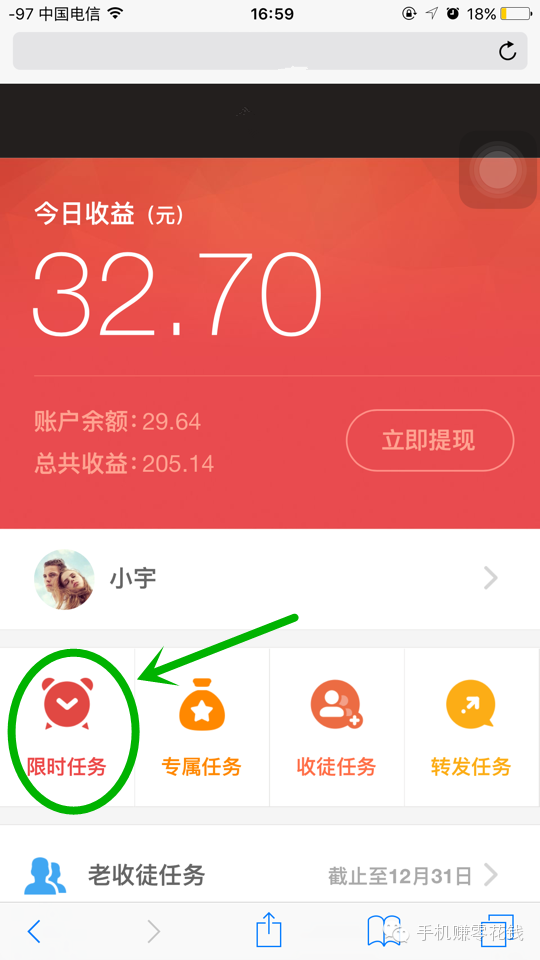 -97 中国电信 16:59 18%
今日收益（元）
32.70
账户余额：29.64
总共收益：205.14
立即提现
小宇
限时任务 专属任务 收徒任务 转发任务
老收徒任务 截止至12月31日
手机赚零花钱